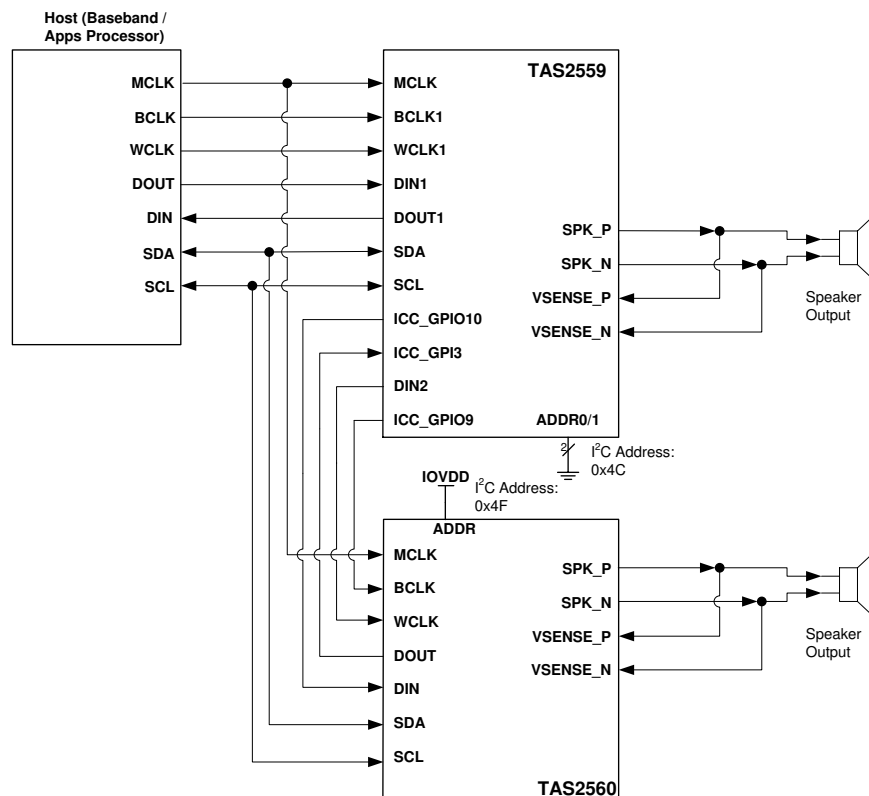 Host (Baseband /
Apps Processor)
MCLK
BCLK
WCLK
DOUT
DIN
SDA
SCL
TAS2559
MCLK
BCLK1
WCLK1
DIN1
DOUT1
SDA
SCL
ICC_GPIO10
ICC_GPI3
DIN2
ICC_GPIO9
SPK_P
SPK_N
VSENSE_P
VSENSE_N
ADDR0/1
Speaker
Output
2
I²C Address:
0x4C
IOVDD
I²C Address:
0x4F
ADDR
MCLK
BCLK
WCLK
DOUT
DIN
SDA
SCL
SPK_P
SPK_N
VSENSE_P
VSENSE_N
Speaker
Output
TAS2560